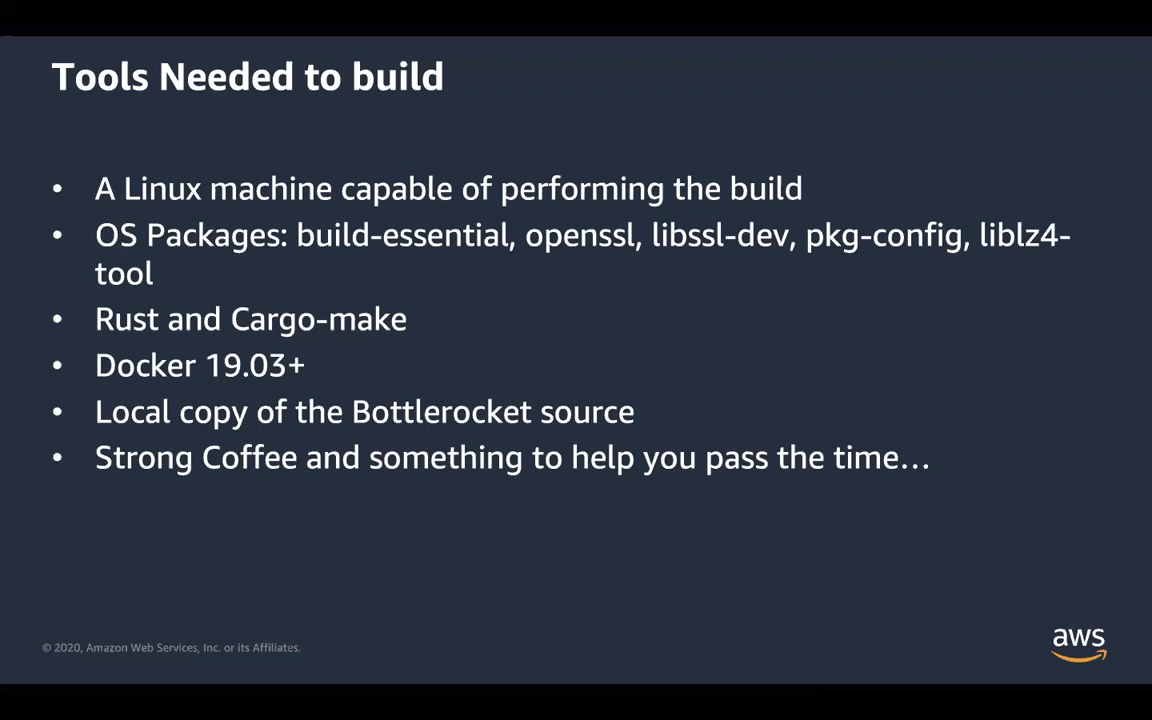 Tools Needed to build
• A Linux machine capable of performing the build
• OS Packages: build-essential, openssl, libssl-dev, pkg-config, liblz4-
tool
• Rust and Cargo-make
• Docker 19.03+
• Local copy of the Bottlerocket source
• Strong Coffee and something to help you pass the time…
© 2020, Amazon Web Services, Inc. or its Affiliates.
aws